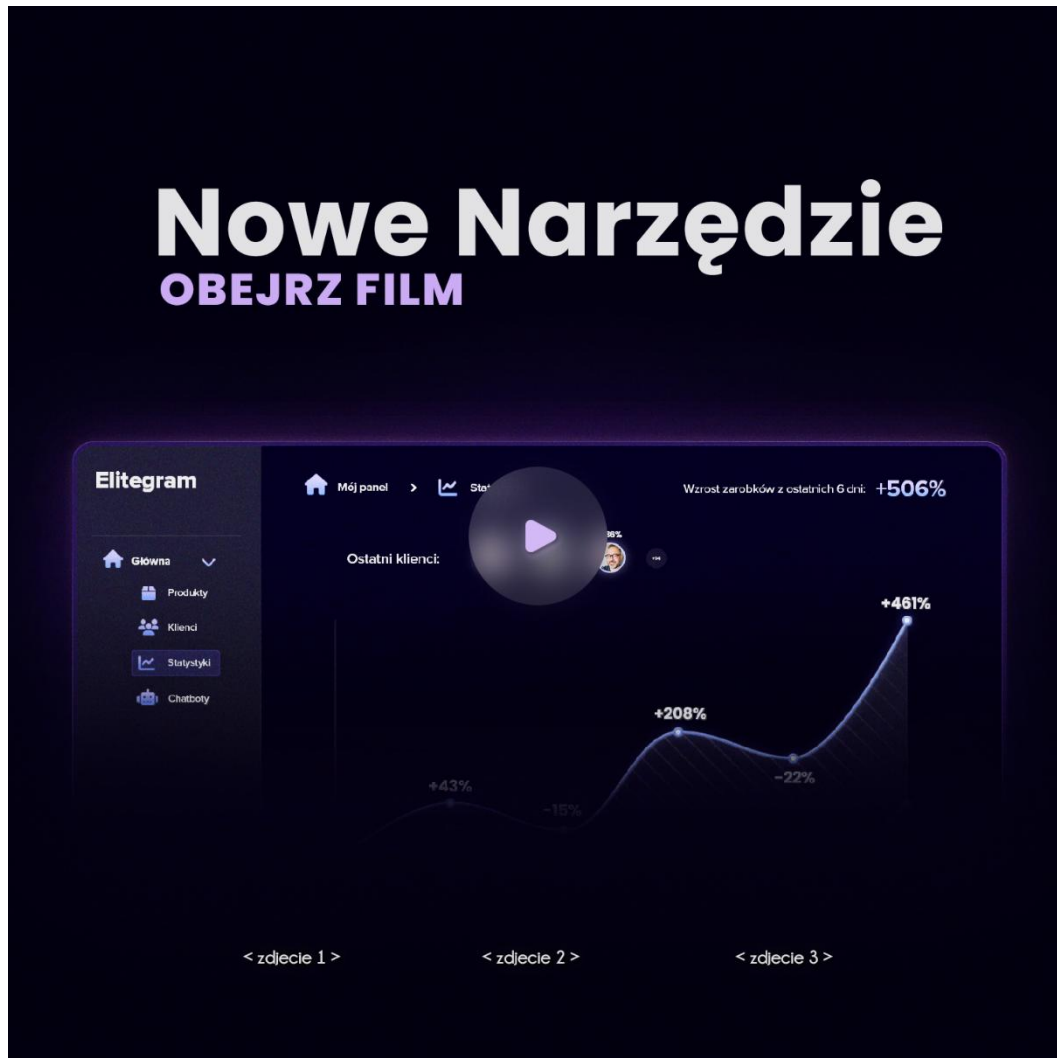 Nowe Narzędzie
OBEJRZ FILM
Elitegram
Mój panel > Stat
Wzrost zarobków z ostatnich 6 dni: +506%
Główna
Ostatni klienci:
Produkty
Klienci
Statystyki
Chatboty
+461%
+208%
-22%
+43%
-15%
< zdjecie 1 >
< zdjecie 2 >
< zdjecie 3 >